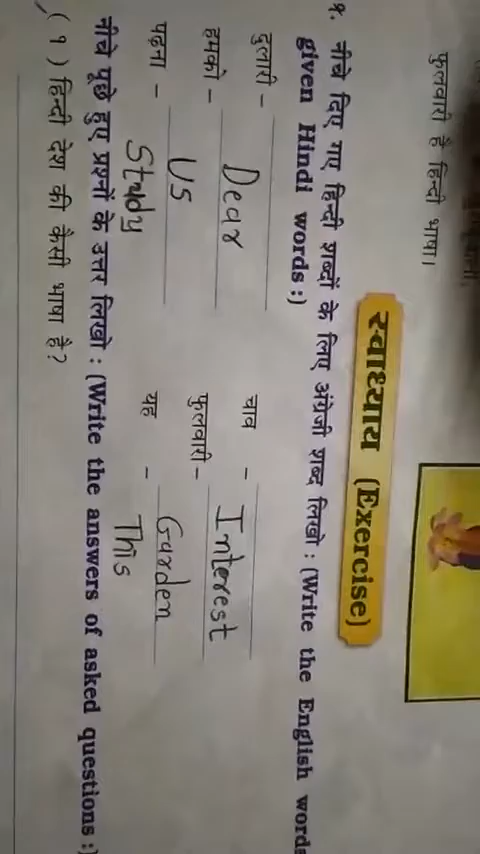 फुलवारी है हिन्दी भाषा।
स्वाध्याय (Exercise)
१. नीचे दिए गए हिन्दी शब्दों के लिए अंग्रेजी शब्द लिखो : (Write the English words
given Hindi words :)
दुलारी - Dear चाव - Interest
हमको - US फुलवारी - Garden
पढ़ना - Study यह - This
नीचे पूछे हुए प्रश्नों के उत्तर लिखो : (Write the answers of asked questions :)
( १ ) हिन्दी देश की कैसी भाषा है?